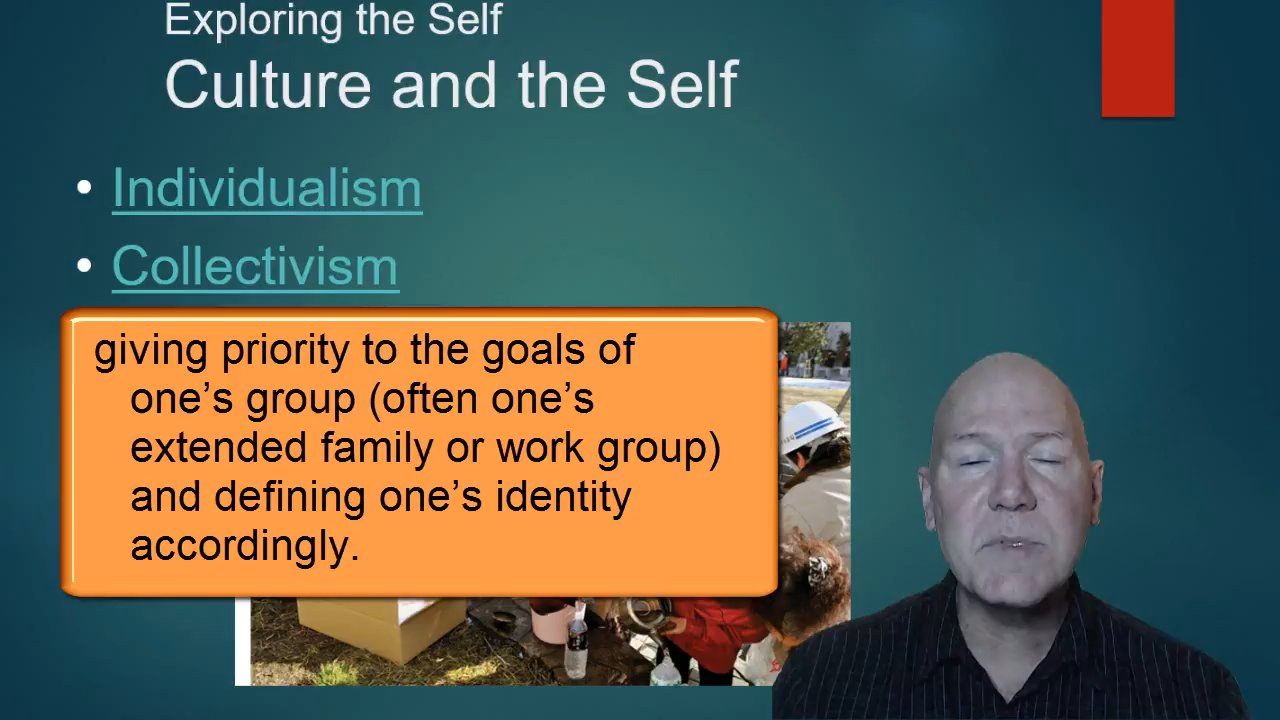 Exploring the Self
Culture and the Self
• Individualism
• Collectivism
giving priority to the goals of
one’s group (often one’s
extended family or work group)
and defining one’s identity
accordingly.